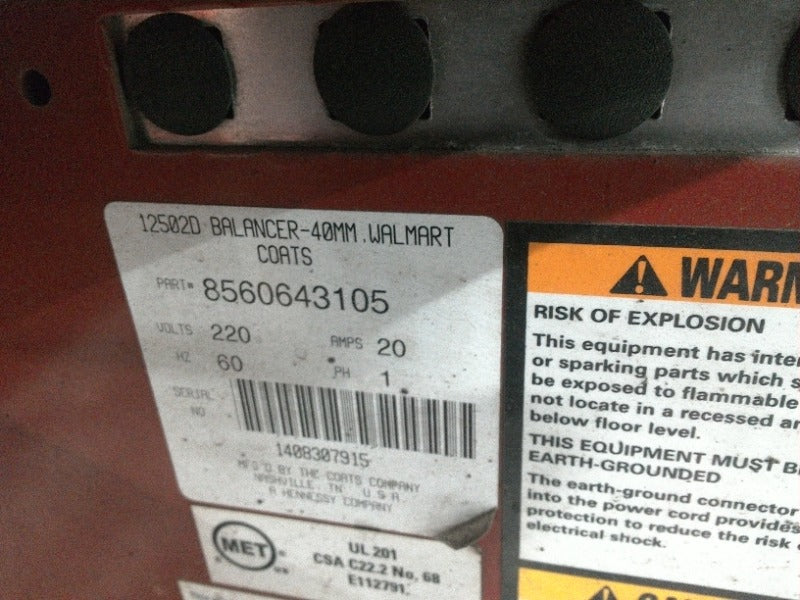 12502D BALANCER-40MM.WALMART
COATS
PART# 8560643105
VOLTS 220 AMPS 20
HZ 60 PH 1
SERIAL
NO
1408307915
MF'D BY THE COATS COMPANY
NASHVILLE, TN U S A
A HENNESSY COMPANY
MET
UL 201
CSA C22.2 No. 68
E112791
WARN
RISK OF EXPLOSION
This equipment has inter
or sparking parts which s
be exposed to flammable
not locate in a recessed ar
below floor level.
THIS EQUIPMENT MUST B
EARTH-GROUNDED
The earth-ground connector
into the power cord provides
protection to reduce the risk
electrical shock.